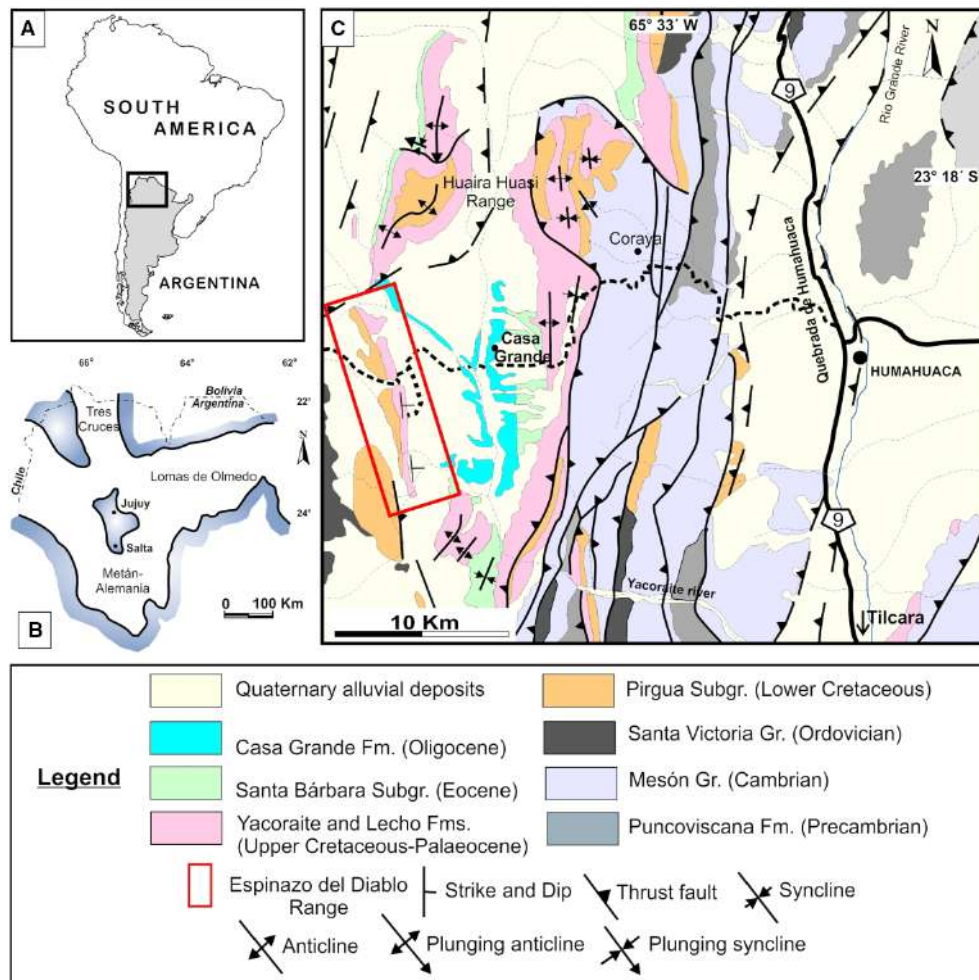 A
SOUTH
AMERICA
ARGENTINA
66°
64°
62°
Bolivia
Argentina
22°
Tres
Cruces
N
Chile
Lomas de Olmedo
Jujuy
24°
Salta
Metán-
Alemania
0 100 Km
B
C
65° 33´ W
N
9
Rio Grande River
23° 18´ S
Huaira Huasi
Range
Coraya
Quebrada de Humahuaca
Casa
Grande
HUMAHUACA
9
Yacoraite river
10 Km
Tilcara
Legend
Quaternary alluvial deposits
Casa Grande Fm. (Oligocene)
Santa Bárbara Subgr. (Eocene)
Yacoraite and Lecho Fms.
(Upper Cretaceous-Palaeocene)
Pirgua Subgr. (Lower Cretaceous)
Santa Victoria Gr. (Ordovician)
Mesón Gr. (Cambrian)
Puncoviscana Fm. (Precambrian)
Espinazo del Diablo
Range
Strike and Dip
Thrust fault
Syncline
Anticline
Plunging anticline
Plunging syncline